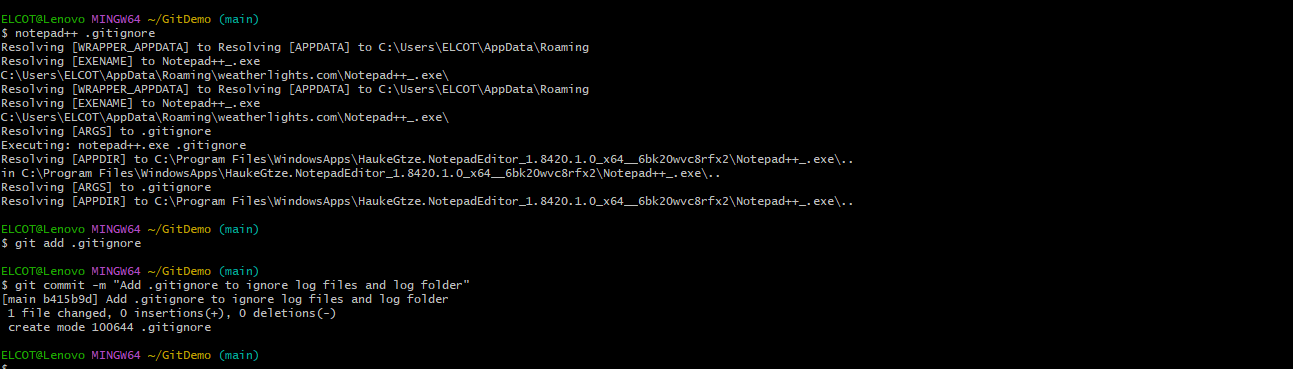 ELCOT@Lenovo MINGW64 ~/GitDemo (main)
$ notepad++ .gitignore
Resolving [WRAPPER_APPDATA] to Resolving [APPDATA] to C:\Users\ELCOT\AppData\Roaming
Resolving [EXENAME] to Notepad++_.exe
C:\Users\ELCOT\AppData\Roaming\weatherlights.com\Notepad++_.exe\
Resolving [WRAPPER_APPDATA] to Resolving [APPDATA] to C:\Users\ELCOT\AppData\Roaming
Resolving [EXENAME] to Notepad++_.exe
C:\Users\ELCOT\AppData\Roaming\weatherlights.com\Notepad++_.exe\
Resolving [ARGS] to .gitignore
Executing: notepad++.exe .gitignore
Resolving [APPDIR] to C:\Program Files\WindowsApps\HaukeGtze.NotepadEditor_1.8420.1.0_x64__6bk20wvc8rfx2\Notepad++_.exe\..
in C:\Program Files\WindowsApps\HaukeGtze.NotepadEditor_1.8420.1.0_x64__6bk20wvc8rfx2\Notepad++_.exe\..
Resolving [ARGS] to .gitignore
Resolving [APPDIR] to C:\Program Files\WindowsApps\HaukeGtze.NotepadEditor_1.8420.1.0_x64__6bk20wvc8rfx2\Notepad++_.exe\..
ELCOT@Lenovo MINGW64 ~/GitDemo (main)
$ git add .gitignore
ELCOT@Lenovo MINGW64 ~/GitDemo (main)
$ git commit -m "Add .gitignore to ignore log files and log folder"
[main b415b9d] Add .gitignore to ignore log files and log folder
1 file changed, 0 insertions(+), 0 deletions(-)
create mode 100644 .gitignore
ELCOT@Lenovo MINGW64 ~/GitDemo (main)
$